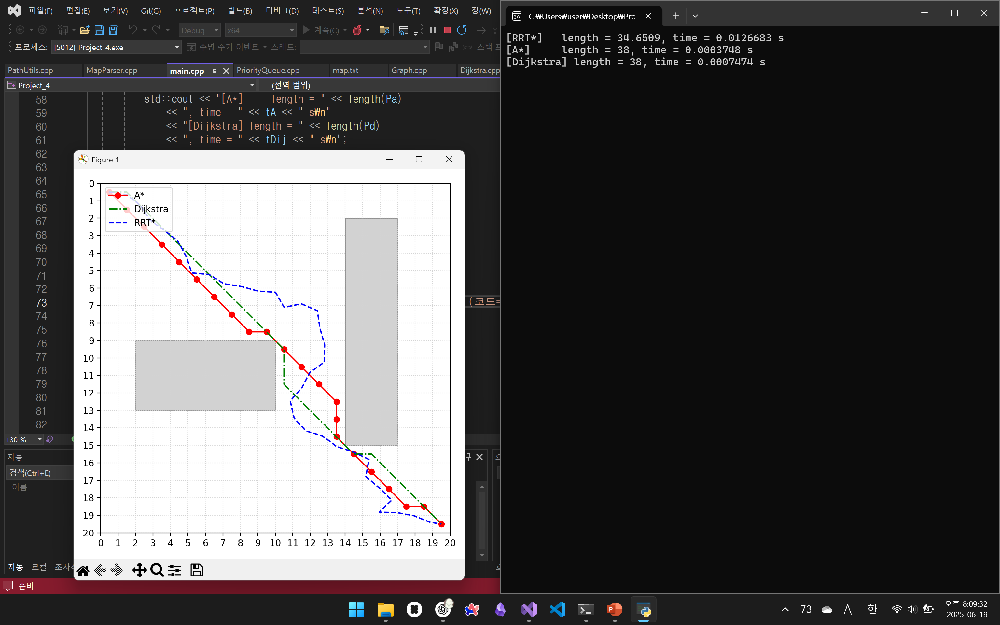 파일(F) 편집(E) 보기(V) Git(G) 프로젝트(P) 빌드(B) 디버그(D) 테스트(S) 분석(N) 도구(T) 확장(X) 창(W)
Debug x64 계속(C)
프로세스: [5012] Project_4.exe 수명 주기 이벤트 스레드: 스택
PathUtils.cpp MapParser.cpp main.cpp PriorityQueue.cpp map.txt Graph.cpp Dijkstra.cpp
Project_4 (전역 범위)
58 std::cout << "[A*]     length = " << length(Pa)
59 << ", time = " << tA << " s₩n"
60 << "[Dijkstra] length = " << length(Pd)
61 << ", time = " << tDij << " s₩n";
62
63
64
65
66
67
68
69
70
71
72
73 (코드=
74
75
76
77
78
79
80
81
82
130 %
자동
검색(Ctrl+E)
이름
자동 로컬
준비
Figure 1
A*
Dijkstra
RRT*
0
1
2
3
4
5
6
7
8
9
10
11
12
13
14
15
16
17
18
19
20
0 1 2 3 4 5 6 7 8 9 10 11 12 13 14 15 16 17 18 19 20
C:₩Users₩user₩Desktop₩Pro
[RRT*]   length = 34.6509, time = 0.0126683 s
[A*]     length = 38, time = 0.0003748 s
[Dijkstra] length = 38, time = 0.0007474 s
73 A 한
오후 8:09:32
2025-06-19